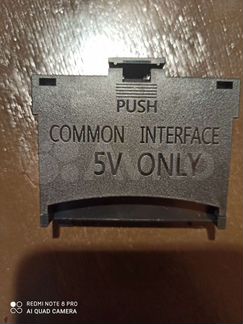 PUSH
COMMON INTERFACE
5V ONLY
REDMI NOTE 8 PRO
AI QUAD CAMERA